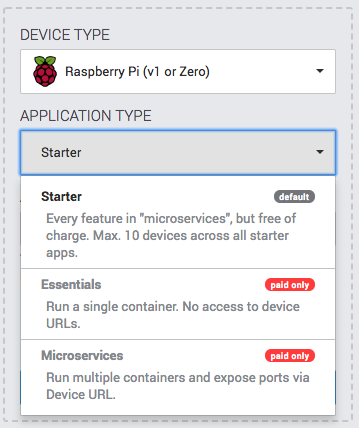 DEVICE TYPE
Raspberry Pi (v1 or Zero)
APPLICATION TYPE
Starter
Starter default
Every feature in "microservices", but free of
charge. Max. 10 devices across all starter
apps.
Essentials paid only
Run a single container. No access to device
URLs.
Microservices paid only
Run multiple containers and expose ports via
Device URL.